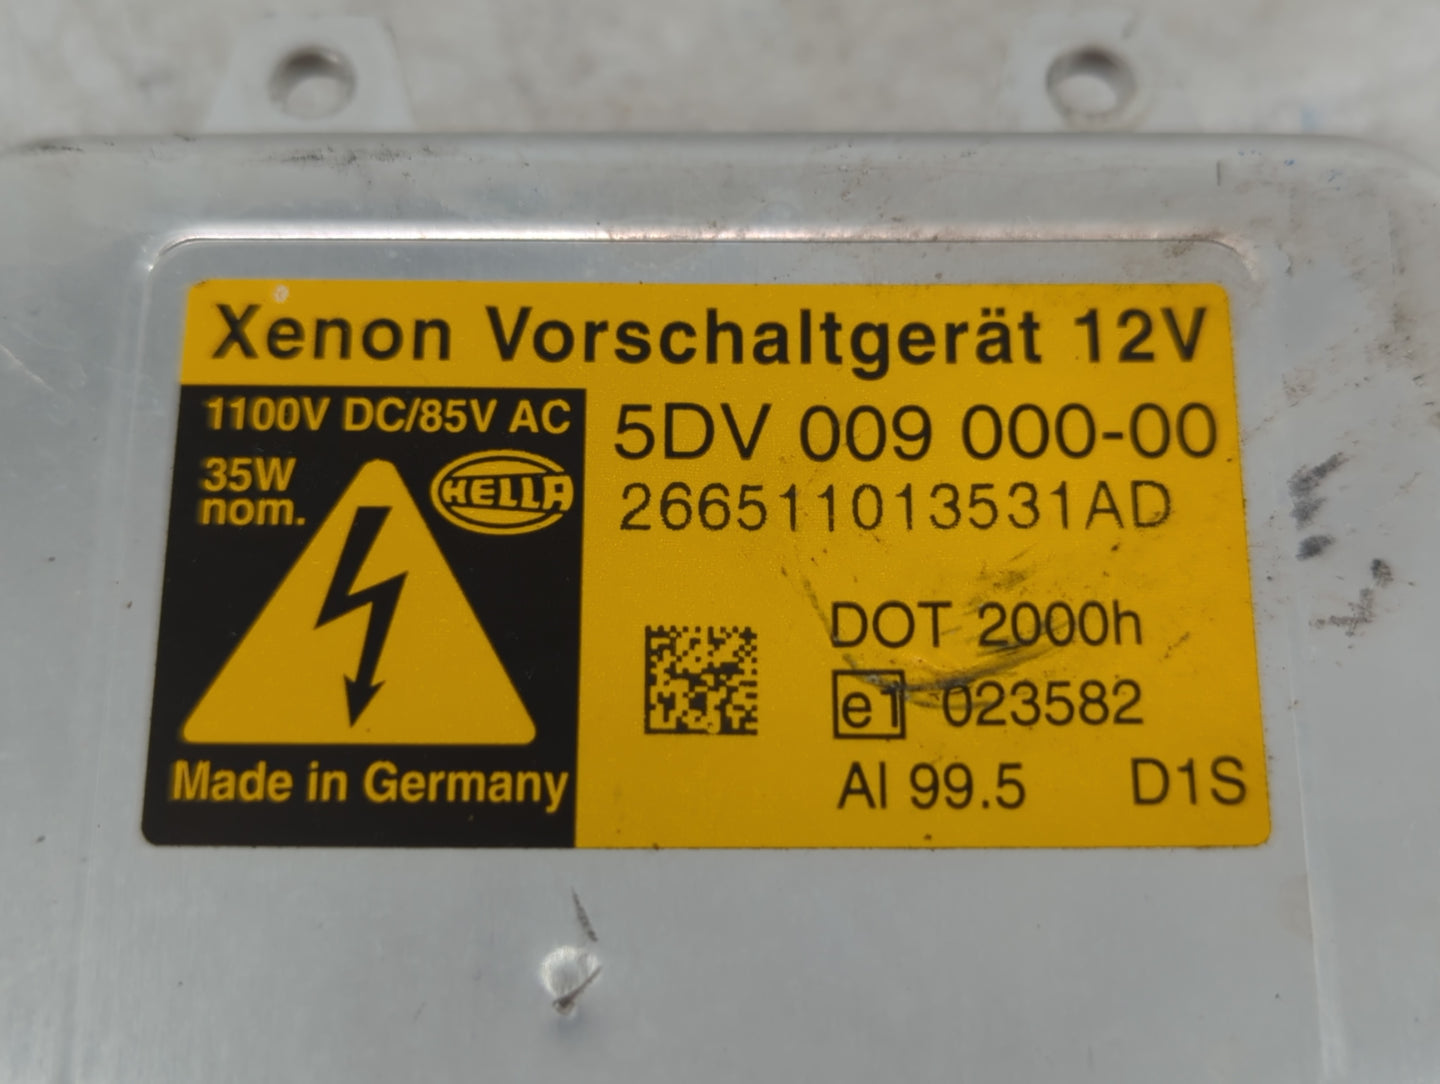 Xenon Vorschaltgerät 12V
1100V DC/85V AC
35W
nom.
HELLA
Made in Germany
5DV 009 000-00
266511013531AD
DOT 2000h
e1 023582
Al 99.5 D1S